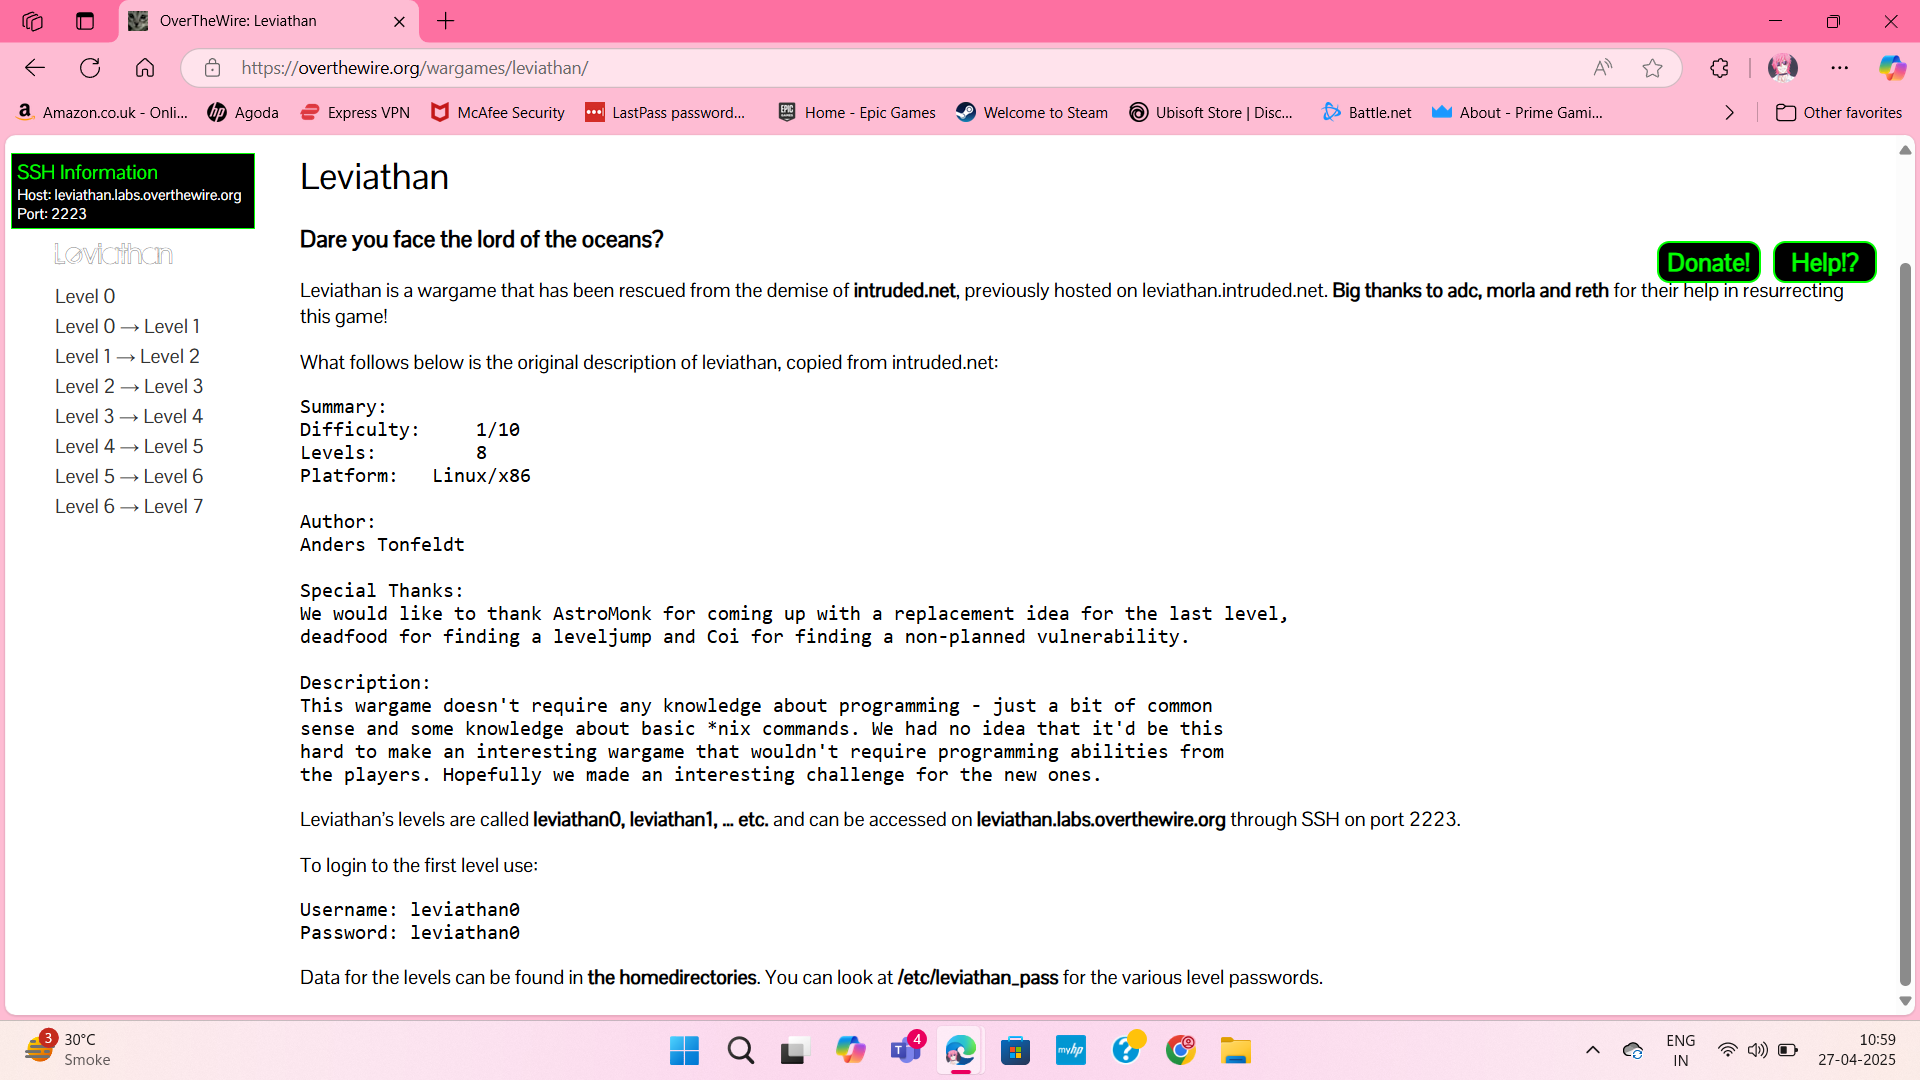 OverTheWire: Leviathan
https://overthewire.org/wargames/leviathan/
Amazon.co.uk - Onli...
Agoda
Express VPN
McAfee Security
LastPass password...
Home - Epic Games
Welcome to Steam
Ubisoft Store | Disc...
Battle.net
About - Prime Gami...
Other favorites
SSH Information
Host: leviathan.labs.overthewire.org
Port: 2223
Leviathan
Level 0
Level 0 → Level 1
Level 1 → Level 2
Level 2 → Level 3
Level 3 → Level 4
Level 4 → Level 5
Level 5 → Level 6
Level 6 → Level 7
Donate!
Help!?
Leviathan
Dare you face the lord of the oceans?
Leviathan is a wargame that has been rescued from the demise of intruded.net, previously hosted on leviathan.intruded.net. Big thanks to adc, morla and reth for their help in resurrecting
this game!
What follows below is the original description of leviathan, copied from intruded.net:
Summary:
Difficulty:     1/10
Levels:         8
Platform:   Linux/x86
Author:
Anders Tonfeldt
Special Thanks:
We would like to thank AstroMonk for coming up with a replacement idea for the last level,
deadfood for finding a leveljump and Coi for finding a non-planned vulnerability.
Description:
This wargame doesn't require any knowledge about programming - just a bit of common
sense and some knowledge about basic *nix commands. We had no idea that it'd be this
hard to make an interesting wargame that wouldn't require programming abilities from
the players. Hopefully we made an interesting challenge for the new ones.
Leviathan's levels are called leviathan0, leviathan1, ... etc. and can be accessed on leviathan.labs.overthewire.org through SSH on port 2223.
To login to the first level use:
Username: leviathan0
Password: leviathan0
Data for the levels can be found in the homedirectories. You can look at /etc/leviathan_pass for the various level passwords.
3
30°C
Smoke
4
myhp
ENG
IN
10:59
27-04-2025